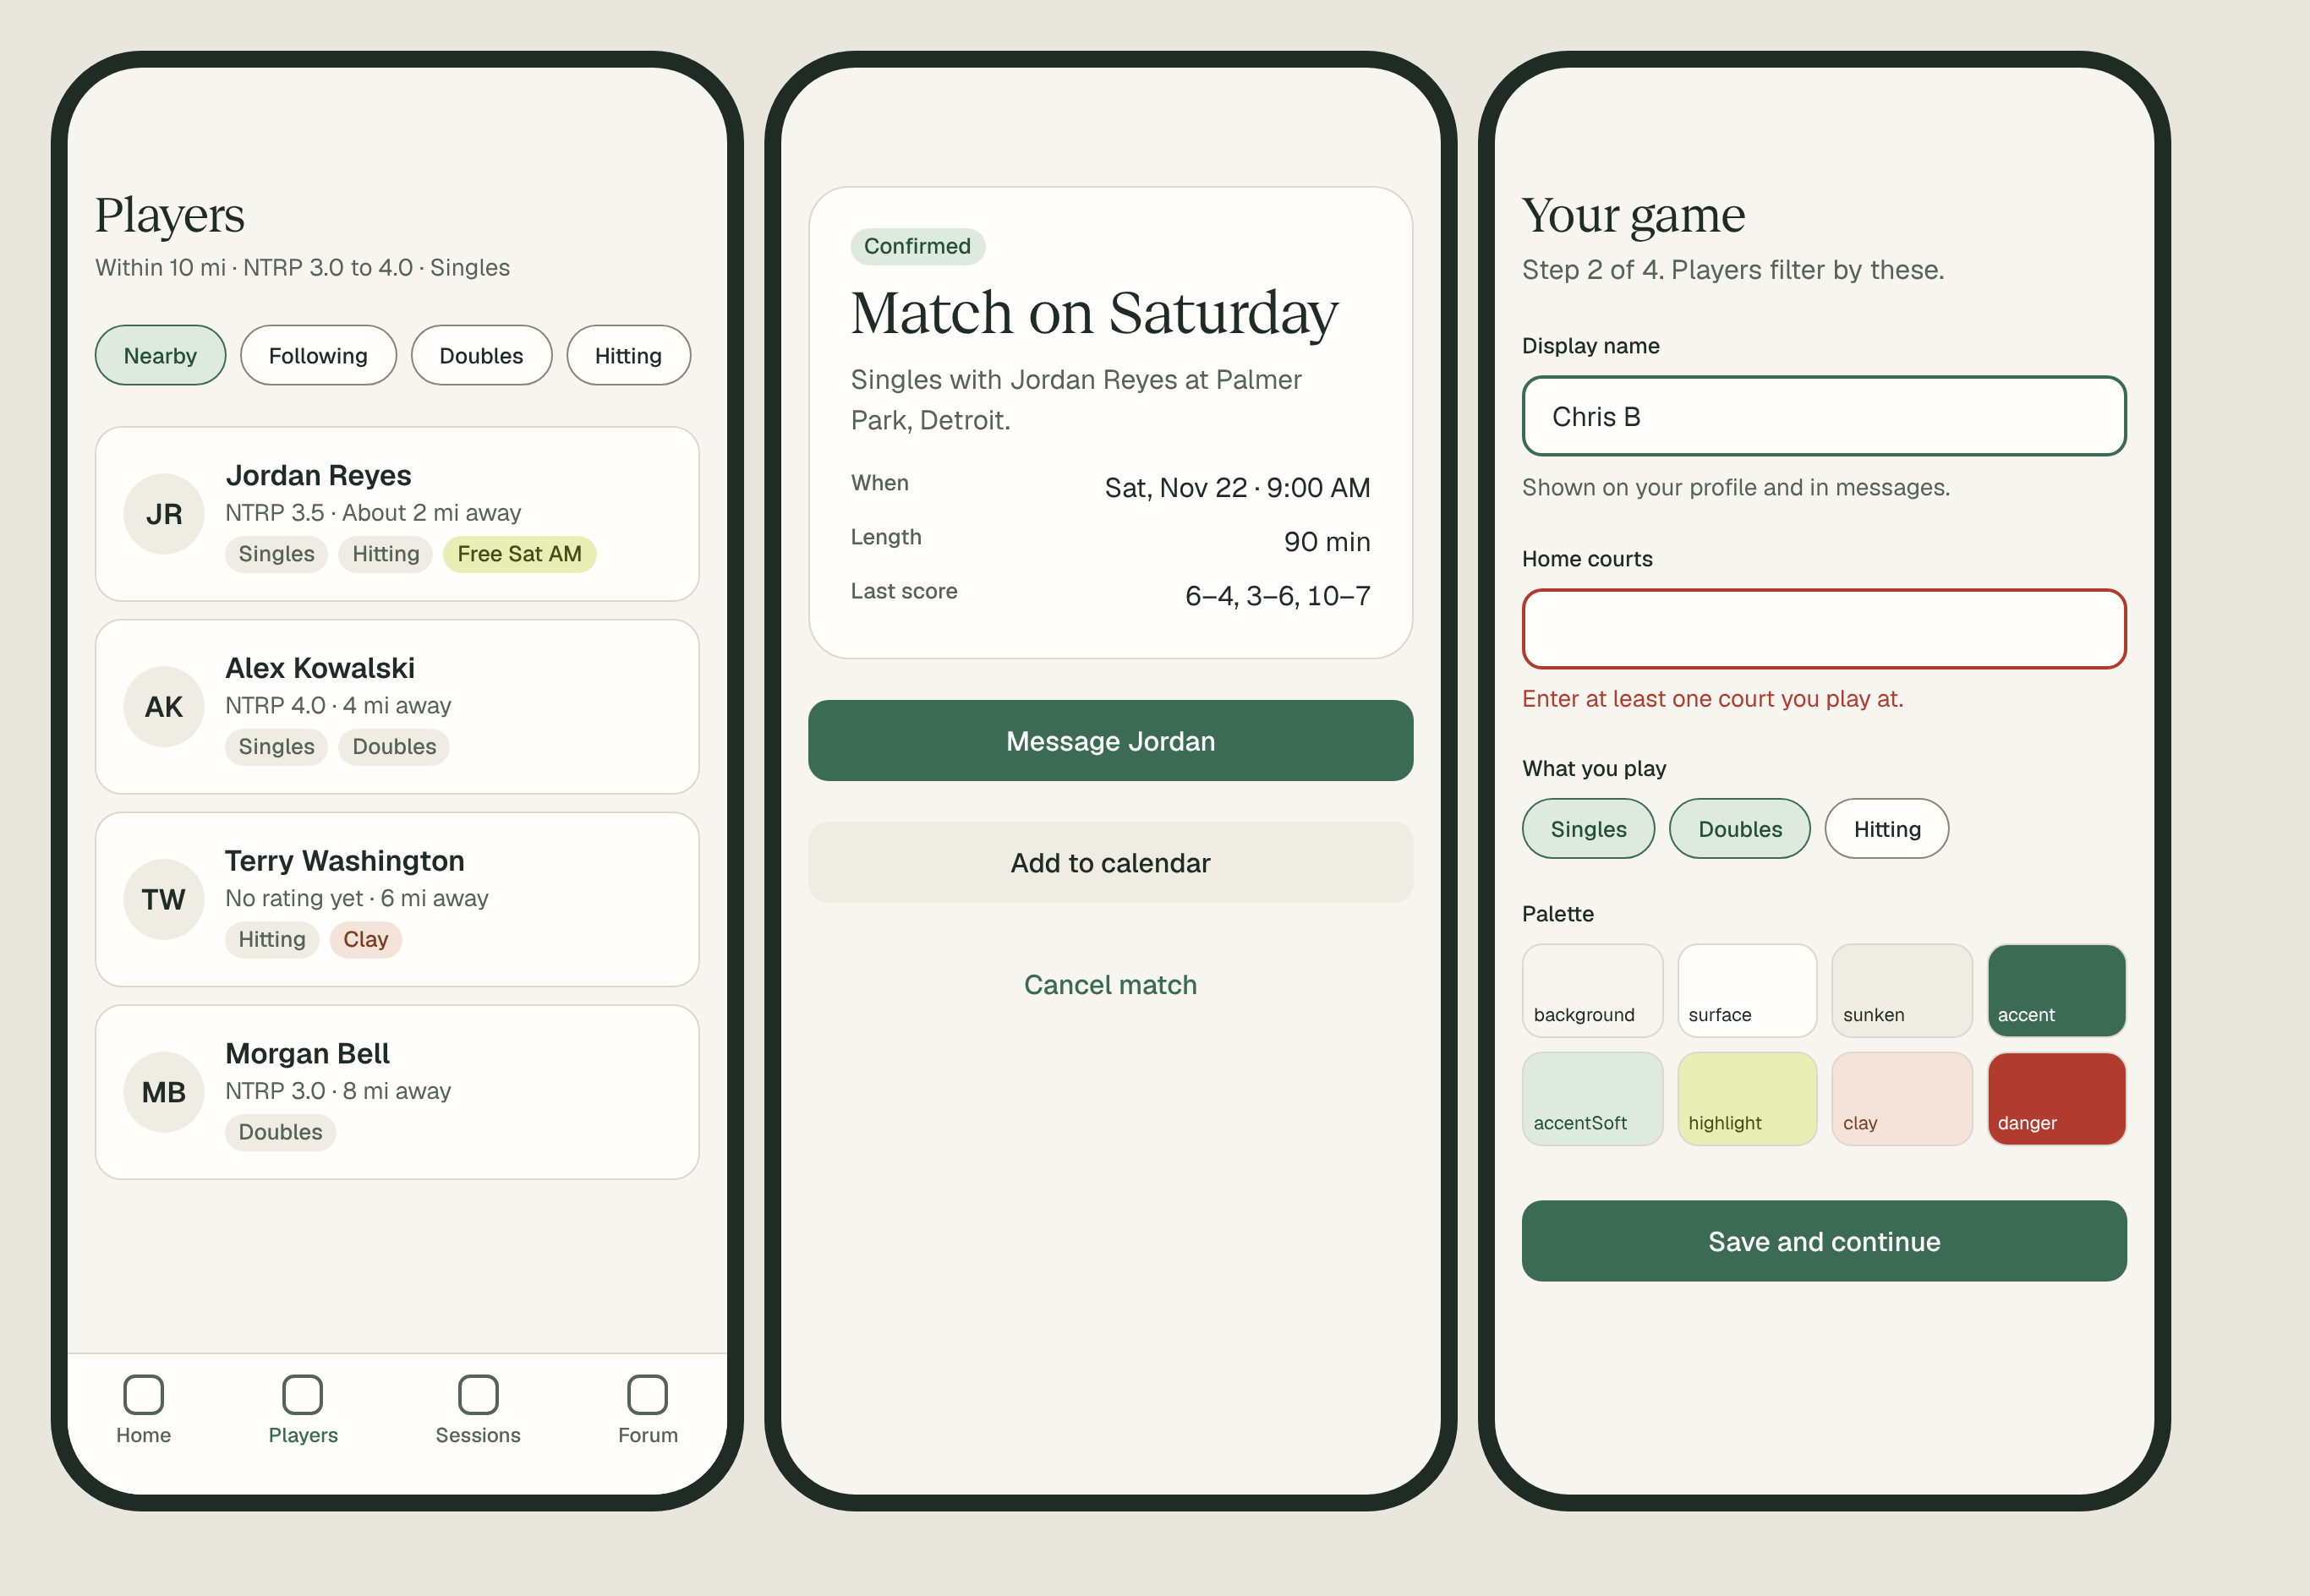 Players
Within 10 mi · NTRP 3.0 to 4.0 · Singles
Nearby
Following
Doubles
Hitting
JR
Jordan Reyes
NTRP 3.5 · About 2 mi away
Singles
Hitting
Free Sat AM
AK
Alex Kowalski
NTRP 4.0 · 4 mi away
Singles
Doubles
TW
Terry Washington
No rating yet · 6 mi away
Hitting
Clay
MB
Morgan Bell
NTRP 3.0 · 8 mi away
Doubles
Home
Players
Sessions
Forum
Confirmed
Match on Saturday
Singles with Jordan Reyes at Palmer
Park, Detroit.
When
Sat, Nov 22 · 9:00 AM
Length
90 min
Last score
6–4, 3–6, 10–7
Message Jordan
Add to calendar
Cancel match
Your game
Step 2 of 4. Players filter by these.
Display name
Chris B
Shown on your profile and in messages.
Home courts
Enter at least one court you play at.
What you play
Singles
Doubles
Hitting
Palette
background
surface
sunken
accent
accentSoft
highlight
clay
danger
Save and continue